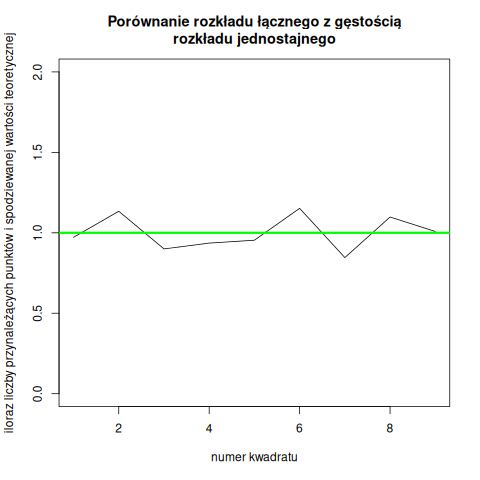 Porównanie rozkładu łącznego z gęstością
rozkładu jednostajnego
iloraz liczby przynależących punktów i spodziewanej wartości teoretycznej
2.0
1.5
1.0
0.5
0.0
2
4
6
8
numer kwadratu